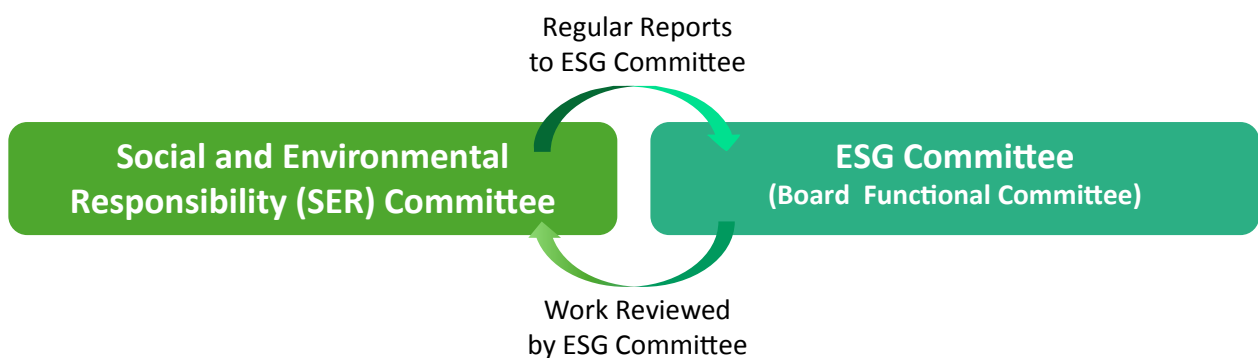 Regular Reports
to ESG Committee
Social and Environmental
Responsibility (SER) Committee
ESG Committee
(Board Functional Committee)
Work Reviewed
by ESG Committee